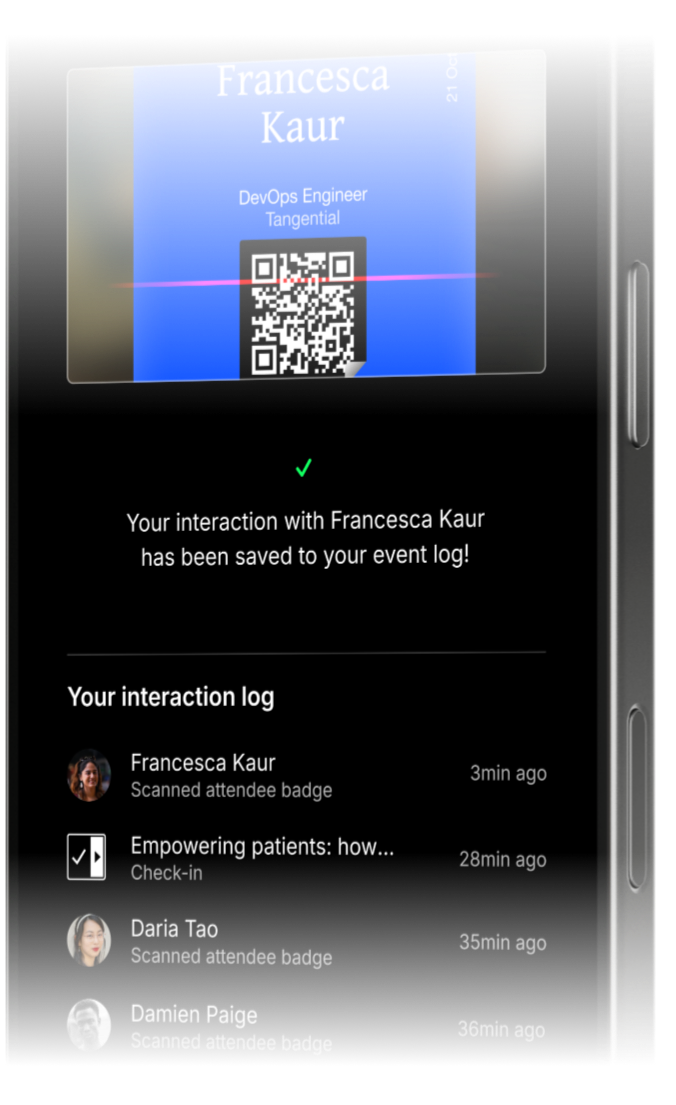 Francesca
Kaur
21 Oct
DevOps Engineer
Tangential
Your interaction with Francesca Kaur
has been saved to your event log!
Your interaction log
Francesca Kaur
Scanned attendee badge
3min ago
Empowering patients: how...
Check-in
28min ago
Daria Tao
Scanned attendee badge
35min ago
Damien Paige
Scanned attendee badge
36min ago